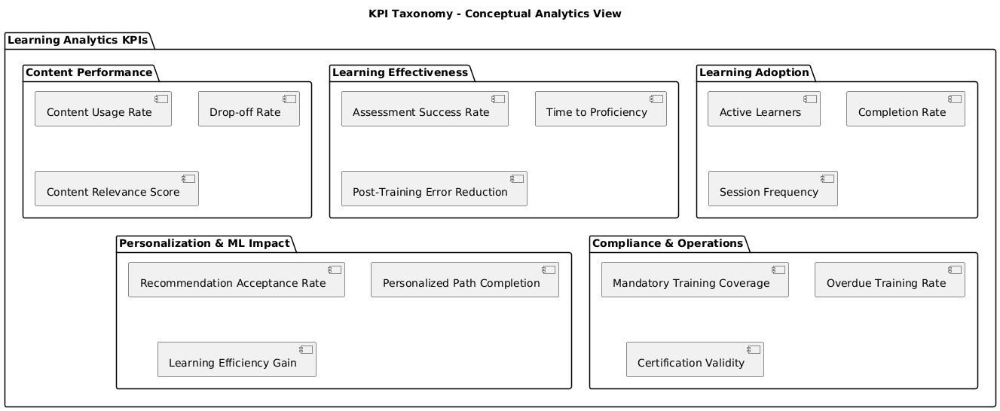 KPI Taxonomy - Conceptual Analytics View
Learning Analytics KPIs
Content Performance
Content Usage Rate
Drop-off Rate
Content Relevance Score
Learning Effectiveness
Assessment Success Rate
Time to Proficiency
Post-Training Error Reduction
Learning Adoption
Active Learners
Completion Rate
Session Frequency
Personalization & ML Impact
Recommendation Acceptance Rate
Personalized Path Completion
Learning Efficiency Gain
Compliance & Operations
Mandatory Training Coverage
Overdue Training Rate
Certification Validity